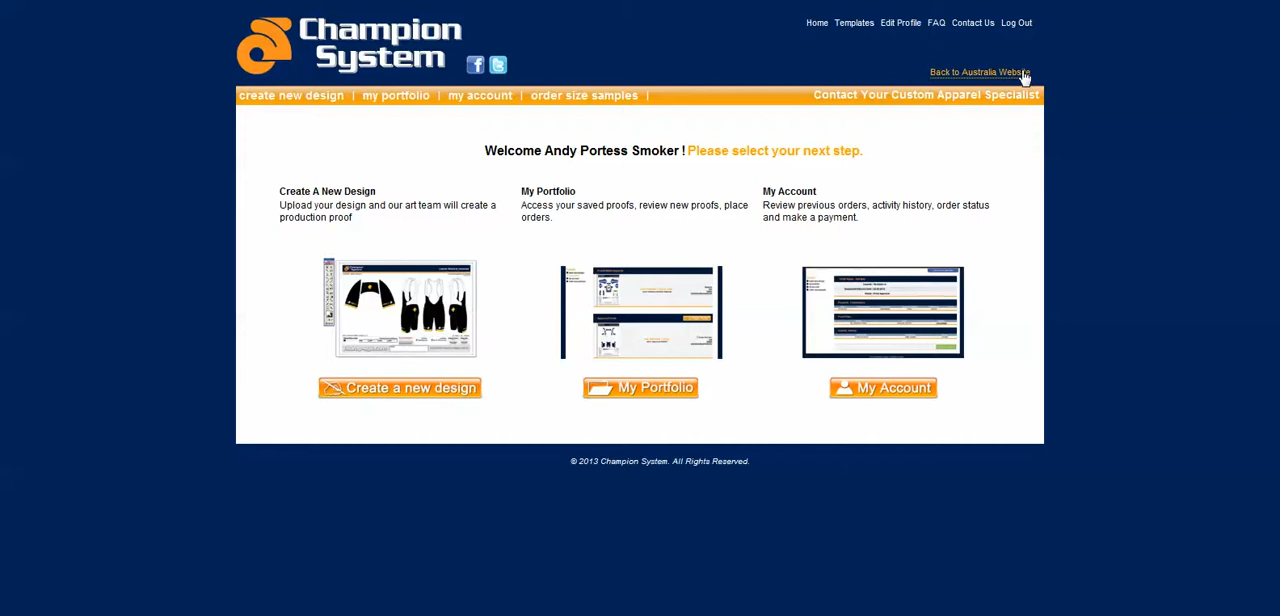 Champion
System
Home Templates Edit Profile FAQ Contact Us Log Out
Back to Australia Website
create new design | my portfolio | my account | order size samples |
Contact Your Custom Apparel Specialist
Welcome Andy Portess Smoker ! Please select your next step.
Create A New Design
Upload your design and our art team will create a
production proof
My Portfolio
Access your saved proofs, review new proofs, place
orders.
My Account
Review previous orders, activity history, order status
and make a payment.
Create a new design
My Portfolio
My Account
© 2013 Champion System. All Rights Reserved.